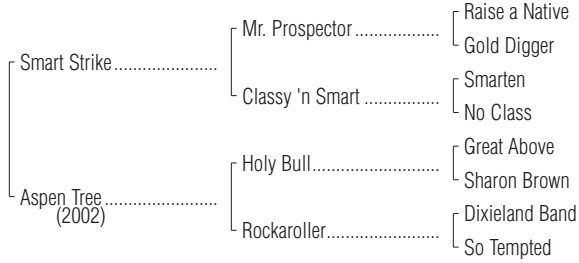 Raise a Native
Mr. Prospector..................
Gold Digger
Smart Strike......................
Smarten
Classy 'n Smart ................
No Class
Great Above
Holy Bull...........................
Sharon Brown
Aspen Tree .......................
(2002)
Dixieland Band
Rockaroller........................
So Tempted